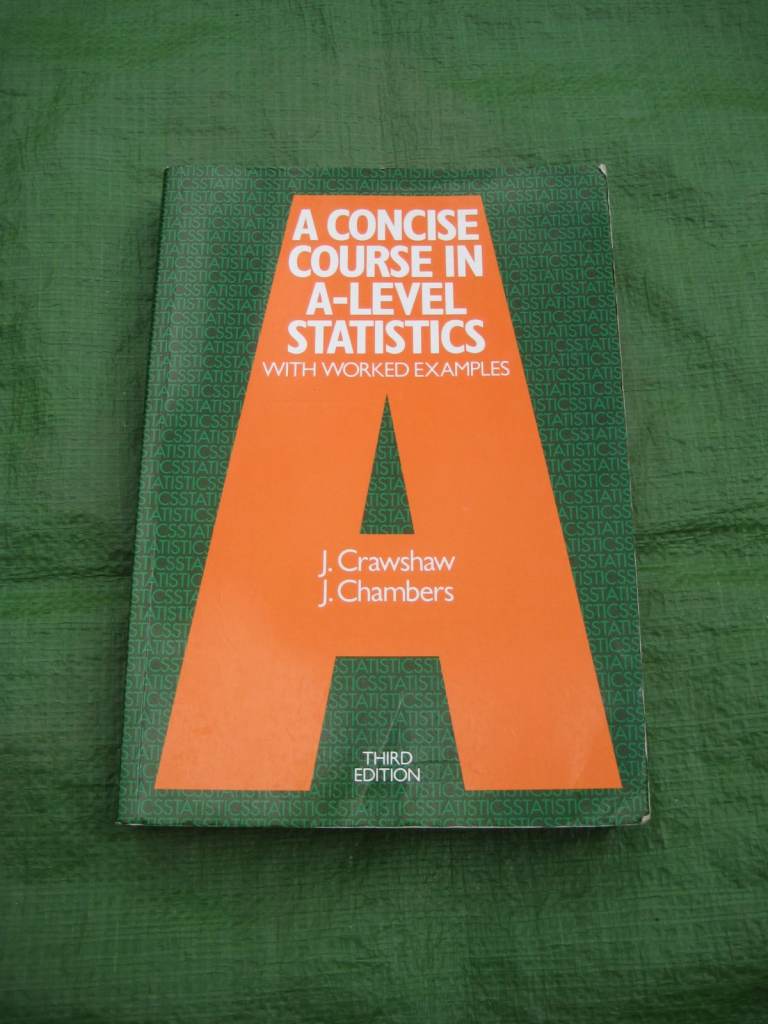 A CONCISE
COURSE IN
A-LEVEL
STATISTICS
WITH WORKED EXAMPLES
J. Crawshaw
J. Chambers
THIRD
EDITION